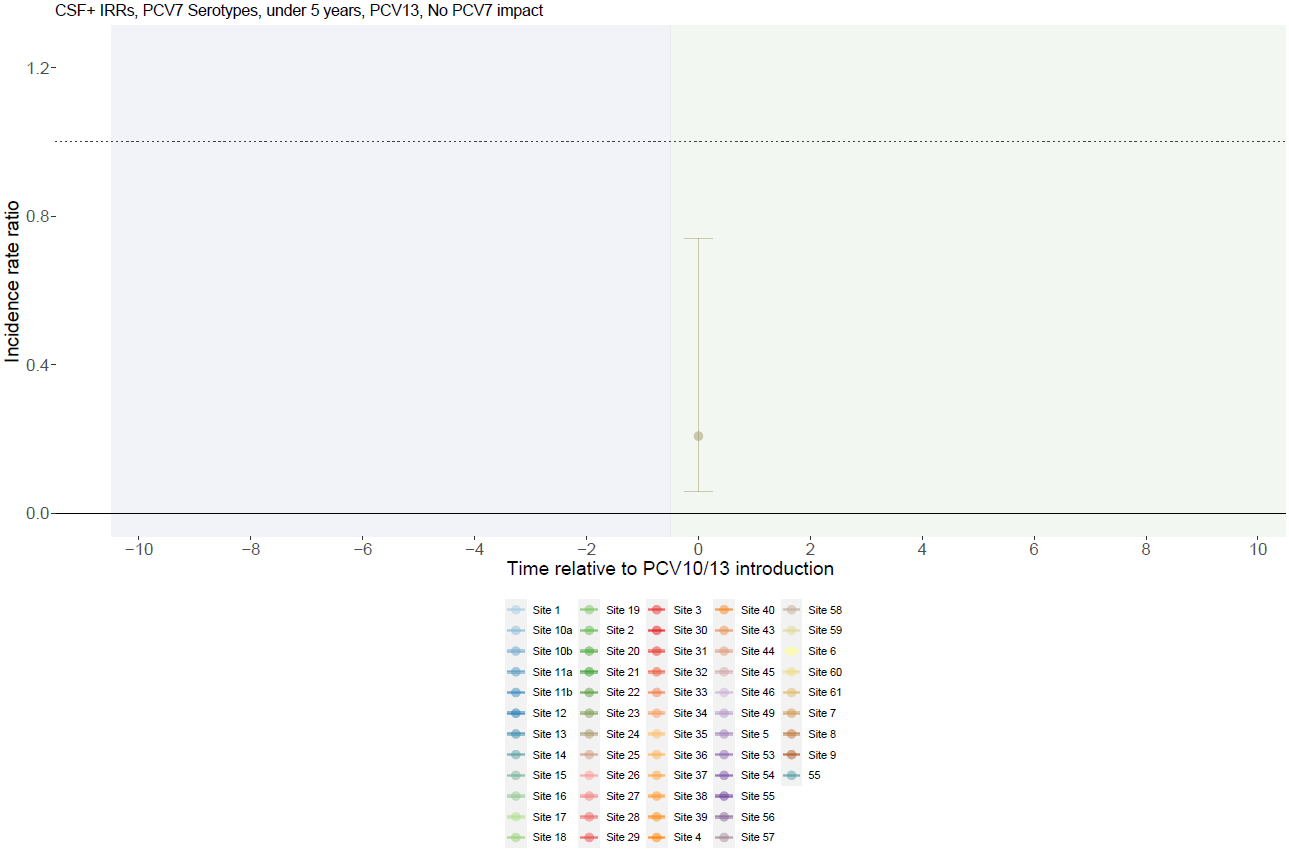 CSF+ IRRs, PCV7 Serotypes, under 5 years, PCV13, No PCV7 impact
Incidence rate ratio
1.2
0.8
0.4
0.0
−10 −8 −6 −4 −2 0 2 4 6 8 10
Time relative to PCV10/13 introduction
Site 1 Site 19 Site 3 Site 40 Site 58
Site 10a Site 2 Site 30 Site 43 Site 59
Site 10b Site 20 Site 31 Site 44 Site 6
Site 11a Site 21 Site 32 Site 45 Site 60
Site 11b Site 22 Site 33 Site 46 Site 61
Site 12 Site 23 Site 34 Site 49 Site 7
Site 13 Site 24 Site 35 Site 5 Site 8
Site 14 Site 25 Site 36 Site 53 Site 9
Site 15 Site 26 Site 37 Site 54 55
Site 16 Site 27 Site 38 Site 55
Site 17 Site 28 Site 39 Site 56
Site 18 Site 29 Site 4 Site 57